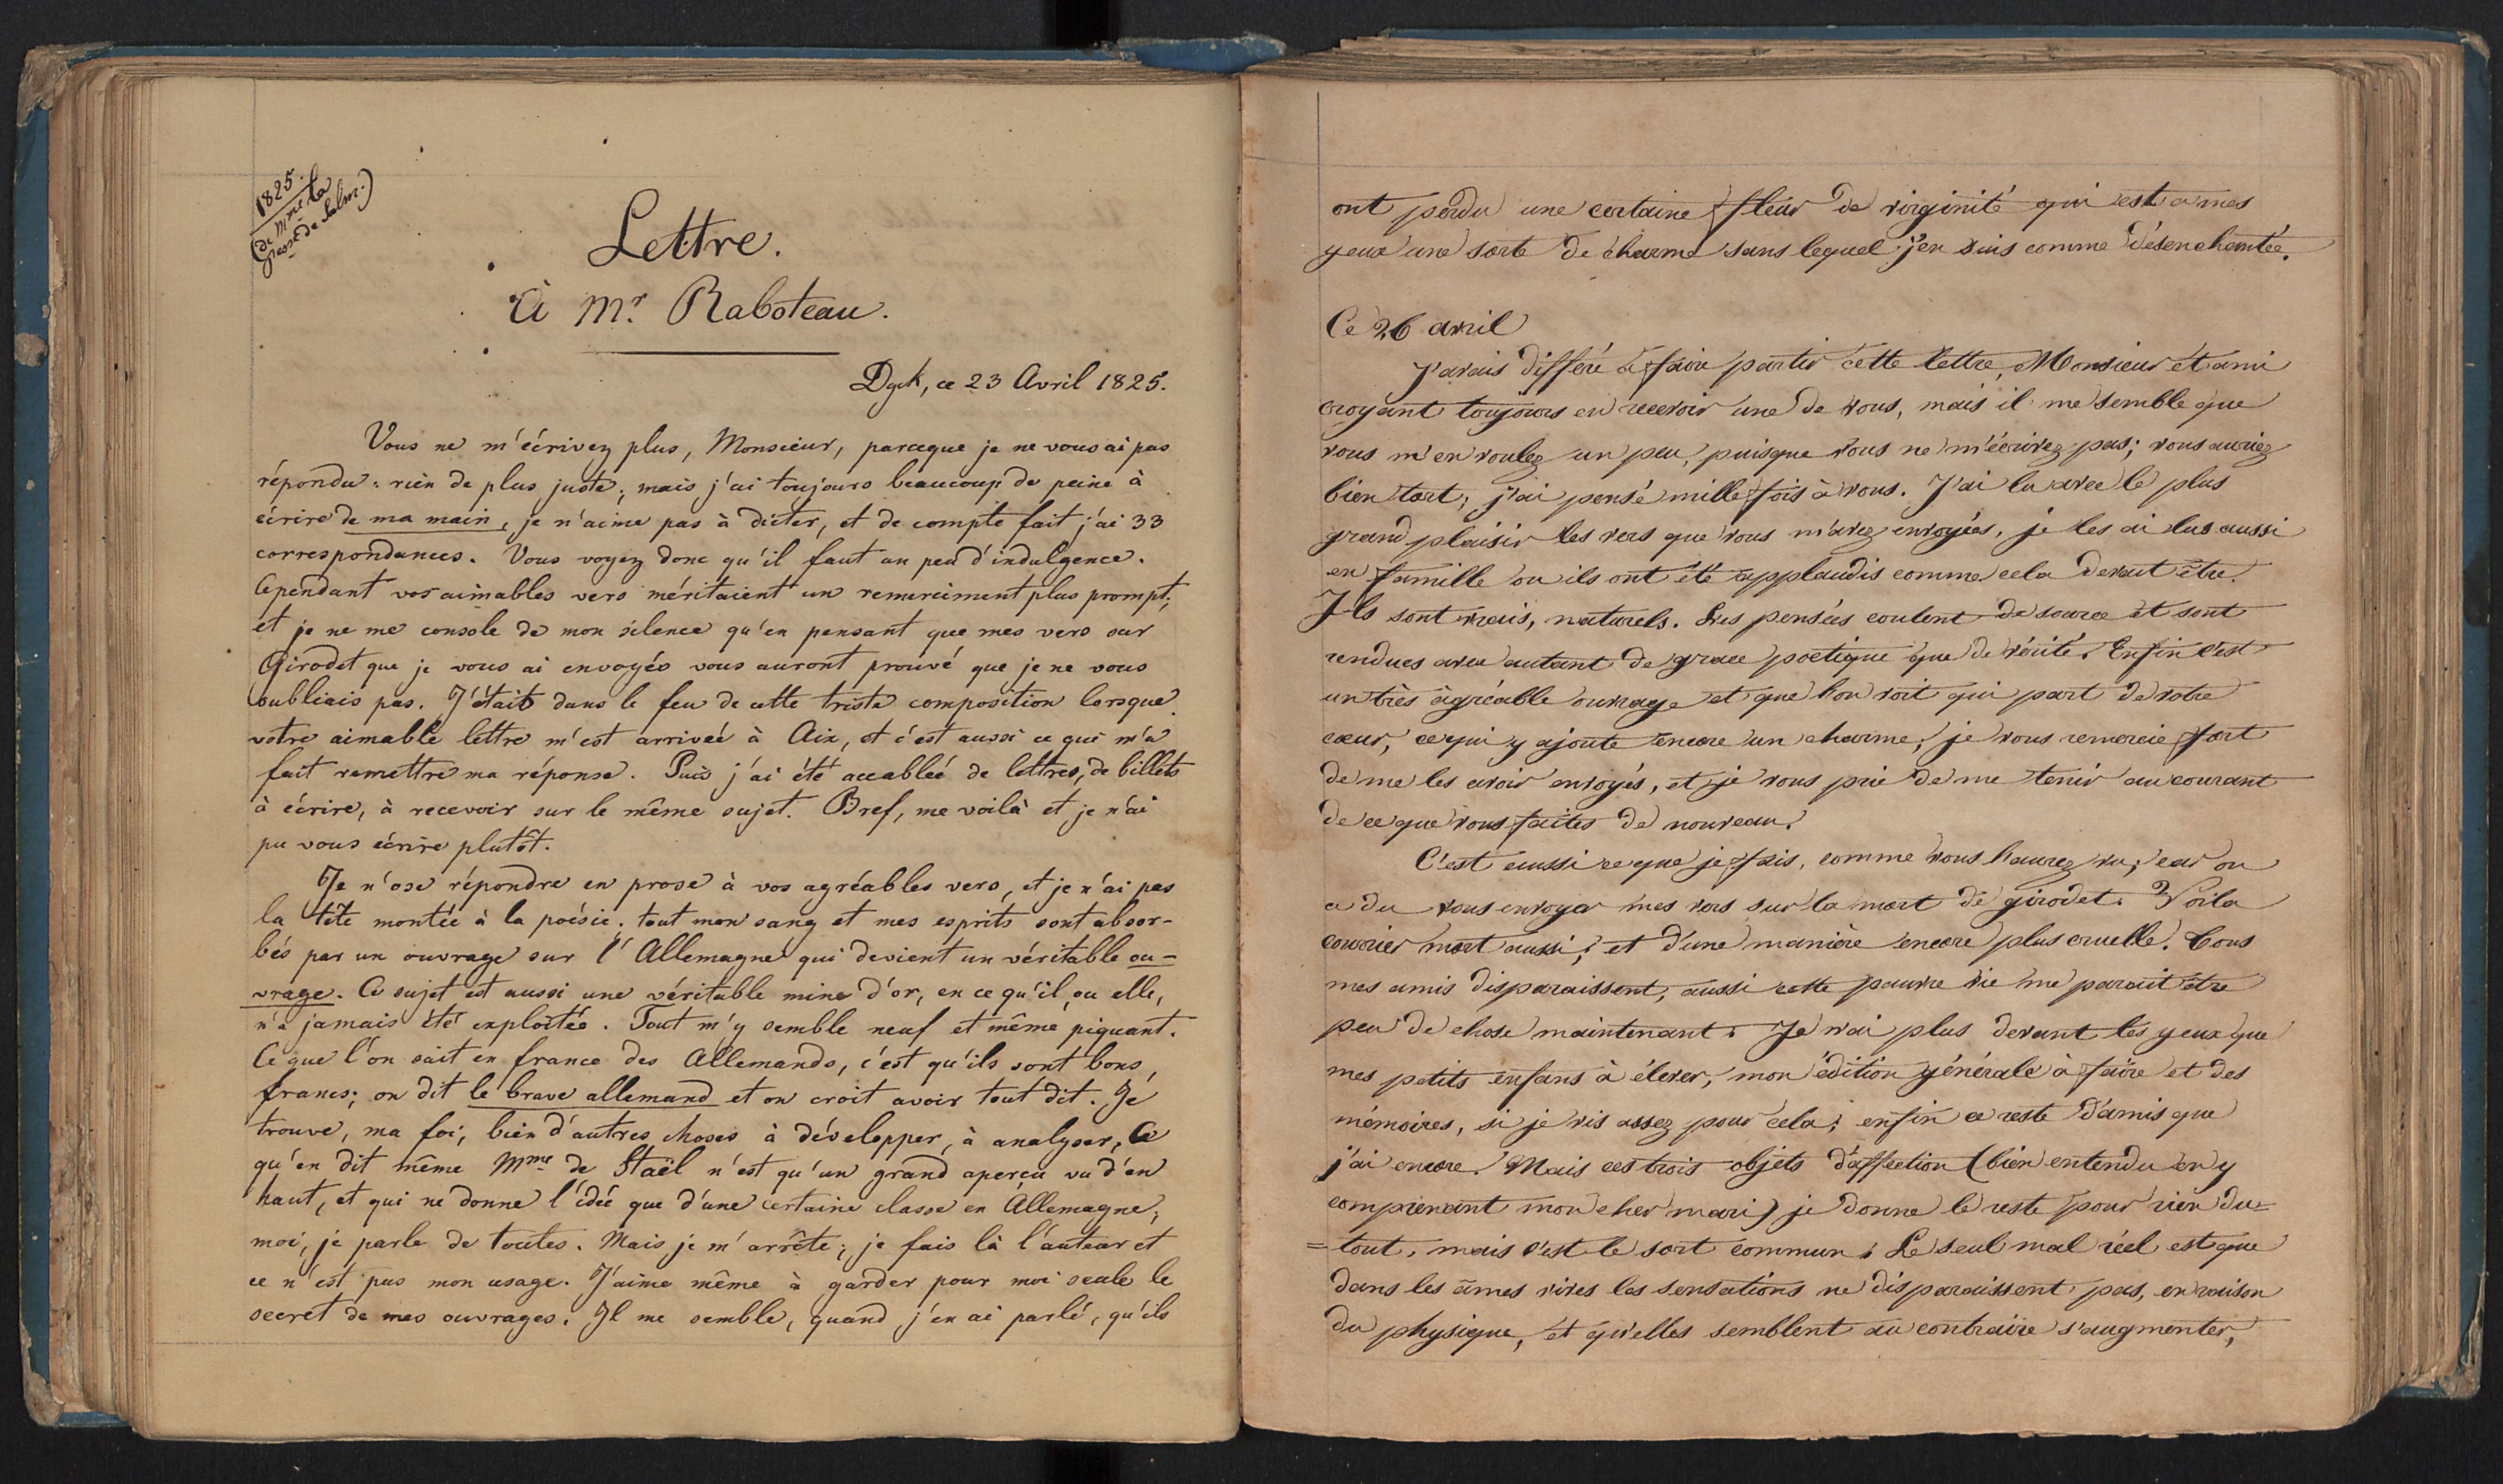 1825.
(de Mme la
Psse de Salm.)
Lettre.
À Mr. Raboteau.
Dyck, ce 23 Avril 1825.
Vous ne m'écrivez plus, Monsieur, parceque je ne vous ai pas
répondu: rien de plus juste; mais j'ai toujours beaucoup de peine à
écrire de ma main, je n'aime pas à dicter, et de compte fait j'ai 33
correspondances. Vous voyez donc qu'il faut un peu d'indulgence.
Cependant vos aimables vers méritaient un remerciment plus prompt;
et je ne me console de mon silence qu'en pensant que mes vers sur
Girodet que je vous ai envoyés vous auront prouvé que je ne vous
oubliais pas. J'étais dans le feu de cette triste composition lorsque
votre aimable lettre m'est arrivée à Aix, et c'est aussi ce qui m'a
fait remettre ma réponse. Puis j'ai été accablée de lettres, de billets
à écrire, à recevoir sur le même sujet. Bref, me voilà et je n'ai
pu vous écrire plutôt.
Je n'ose répondre en prose à vos agréables vers, et je n'ai pas
la tête montée à la poésie; tout mon sang et mes esprits sont absor-
bés par un ouvrage sur l'Allemagne qui devient un véritable ou-
vrage. Ce sujet est aussi une véritable mine d'or, en ce qu'il, ou elle,
n'a jamais été exploitée. Tout m'y semble neuf et même piquant.
Ce que l'on sait en france des Allemands, c'est qu'ils sont bons,
francs; on dit le brave allemand et on croit avoir tout dit. Je
trouve, ma foi, bien d'autres choses à développer, à analyser, Ce
qu'en dit même Mme de Staël n'est qu'un grand aperçu vu d'en
haut, et qui ne donne l'idée que d'une certaine classe en Allemagne;
moi, je parle de toutes. Mais je m'arrête; je fais là l'auteur et
ce n'est pas mon usage. J'aime même à garder pour moi seule le
secret de mes ouvrages. Il me semble, quand j'en ai parlé, qu'ils
ont perdu une certaine fleur de virginité qui est a mes
yeux une sorte de charme sans lequel j'en suis comme désenchantée.
Ce 26 avril
J'avais différé à faire partir cette lettre, Monsieur et ami
croyant toujours en recevoir une de vous, mais il me semble que
vous m'en voulez un peu, puisque vous ne m'écrivez pas; vous auriez
bien tort, j'ai pensé mille fois à vous. J'ai lu avec le plus
grand plaisir les vers que vous m'avez envoyées, je les ai lus aussi
en famille ou ils ont été applaudis comme cela devait être.
Ils sont vrais, naturels. Les pensées coulent de source et sont
rendues avec autant de grace poetique que de vérité. Enfin c'est
un très agréable ouvrage et que l'on voit qui part de votre
cœur, ce qui y ajoute encore un charme; je vous remercie fort
de me les avoir envoyés, et je vous prie de me tenir au courant
de ce que vous faites de nouveau.
C'est aussi ce que je fais, comme vous l'aurez vu, car on
a du vous envoyer mes vers sur la mort de girodet. Voila
courier mort aussi, et d'une manière encore plus cruelle. Tous
mes amis disparaissent, aussi cette pauvre vie me parait être
peu de chose maintenant. Je n'ai plus devant les yeux que
mes petits enfans à élever, mon édition générale à faire et des
mémoires, si je vis assez pour cela; enfin ce reste d'amis que
j'ai encore. Mais ces trois objets d'affection (bien entendu en y
comprenant mon cher mari) je donne le reste pour rien du=
=tout, mais c'est le sort commun. Le seul mal réel est que
dans les âmes vives les sensations ne disparaissent pas, en raison
du physique, et qu'elles semblent au contraire s'augmenter,